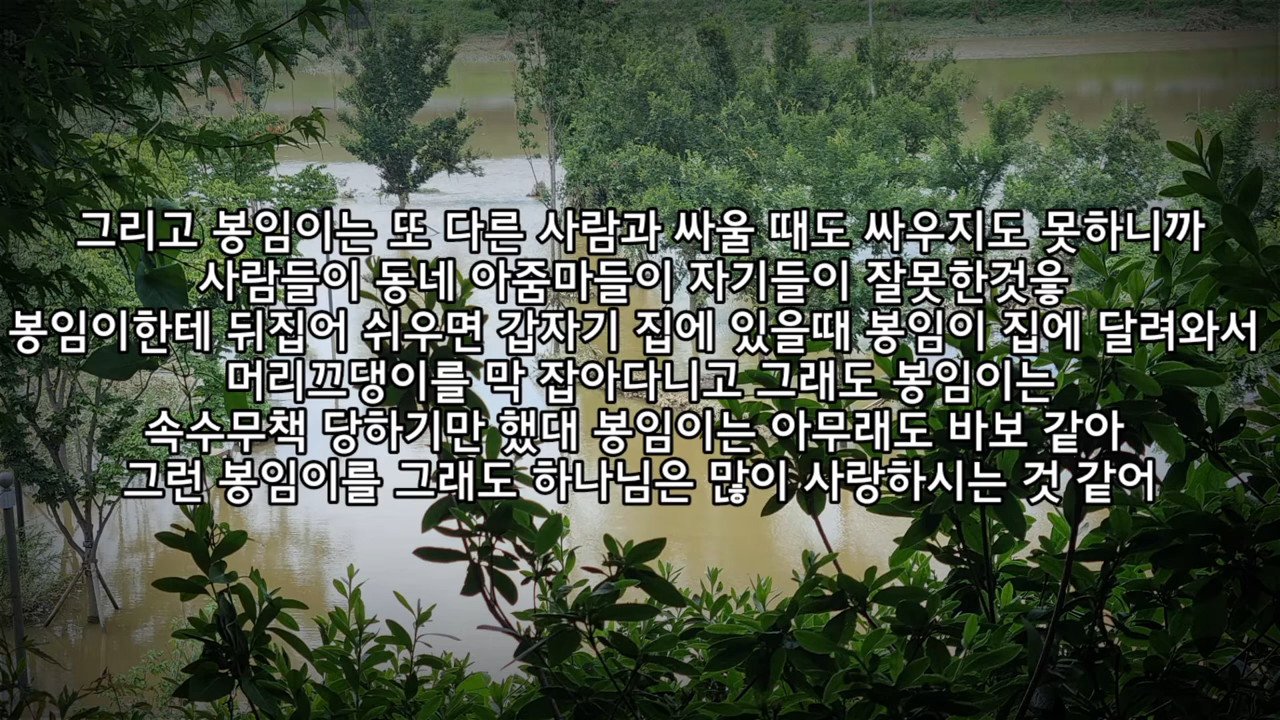 그리고 봉임이는 또 다른 사람과 싸울 때도 싸우지도 못하니까
사람들이 동네 아줌마들이 자기들이 잘못한것읗
봉임이한테 뒤집어 쉬우면 갑자기 집에 있을때 봉임이 집에 달려와서
머리끄댕이를 막 잡아다니고 그래도 봉임이는
속수무책 당하기만 했대 봉임이는 아무래도 바보 같아
그런 봉임이를 그래도 하나님은 많이 사랑하시는 것 같어